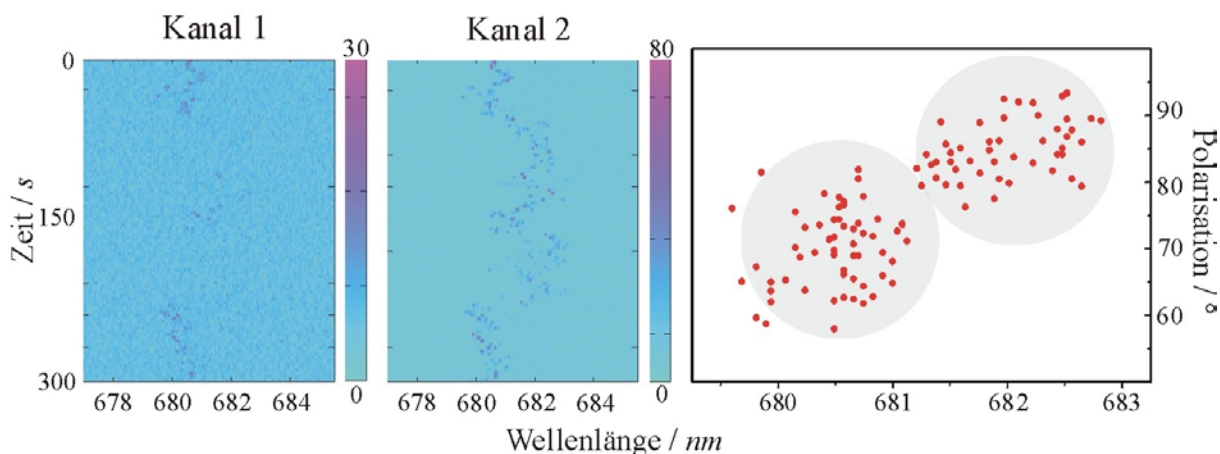 Kanal 1
Kanal 2
30
80
0
150
300
Zeit / s
0
0
678 680 682 684
678 680 682 684
Wellenlänge / nm
90
80
70
60
Polarisation / °
680 681 682 683